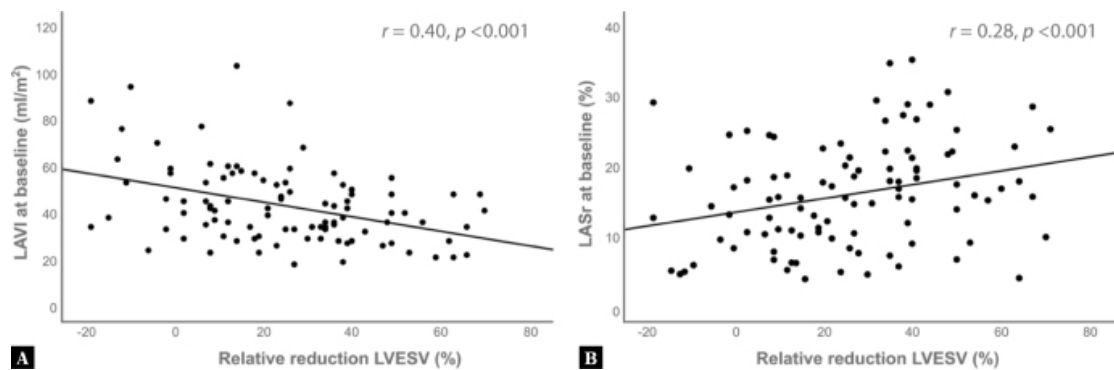 r = 0.40, p <0.001
120
100
80
60
40
20
0
LAVI at baseline (ml/m²)
-20 0 20 40 60 80
Relative reduction LVESV (%)
A
r = 0.28, p <0.001
40
30
20
10
0
LASr at baseline (%)
-20 0 20 40 60 80
Relative reduction LVESV (%)
B